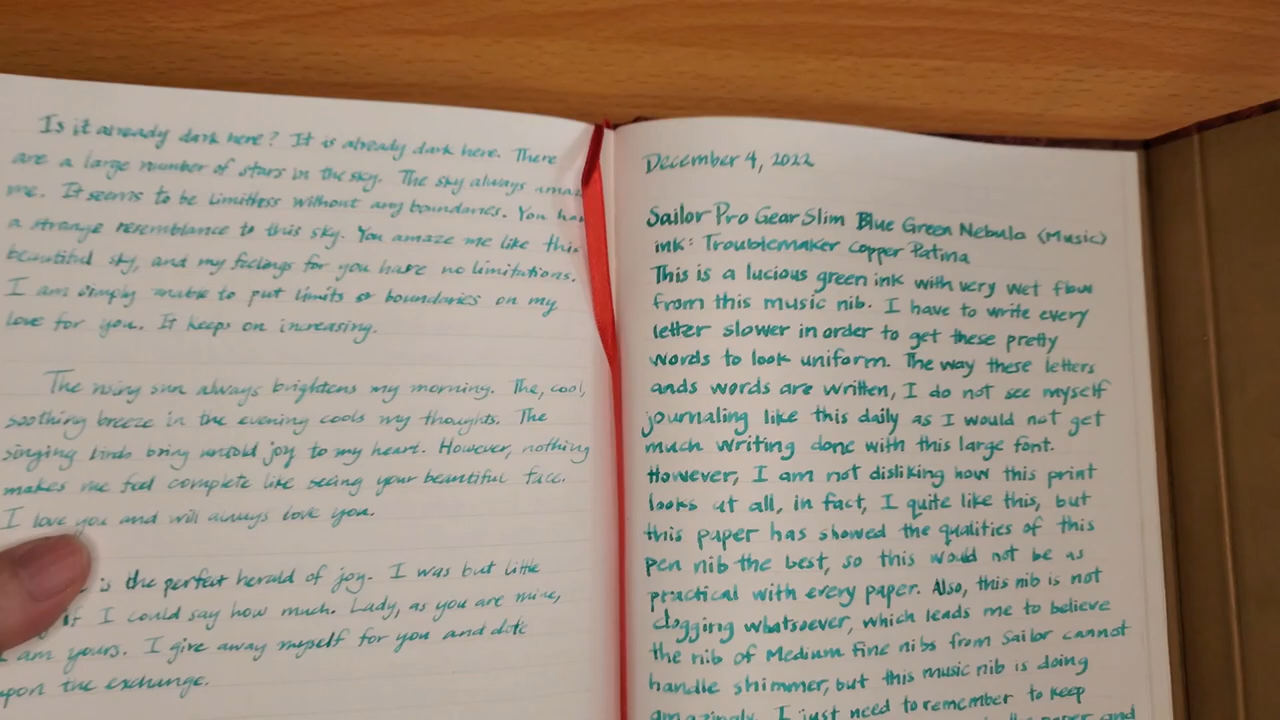 Is it already dark here? It is already dark here. There
are a large number of stars in the sky. The sky always
me. It seems to be limitless without any boundaries. You
a strange resemblance to this sky. You amaze me like this
beautiful sky, and my feelings for you have no limitations.
I am simply unable to put limits or boundaries on my
love for you. It keeps on increasing.
The rising sun always brightens my morning. The, cool,
soothing breeze in the evening cools my thoughts. The
singing birds bring untold joy to my heart. However, nothing
makes me feel complete like seeing your beautiful face.
I love you and will always love you.
is the perfect herald of joy. I was but little
if I could say how much. Lady, as you are mine,
I am yours. I give away myself for you and dote
upon the exchange.
December 4, 2022
Sailor Pro Gear Slim Blue Green Nebula (Music)
ink: Troublemaker Copper Patina
This is a lucious green ink with very wet flow
from this music nib. I have to write every
letter slower in order to get these pretty
words to look uniform. The way these letters
ands words are written, I do not see myself
journaling like this daily as I would not get
much writing done with this large font.
However, I am not disliking how this print
looks at all, in fact, I quite like this, but
this paper has showed the qualities of this
pen nib the best, so this would not be as
practical with every paper. Also, this nib is not
clogging whatsoever, which leads me to believe
the nib of Medium Fine nibs from Sailor cannot
handle shimmer, but this music nib is doing
amazingly. I just need to remember to keep